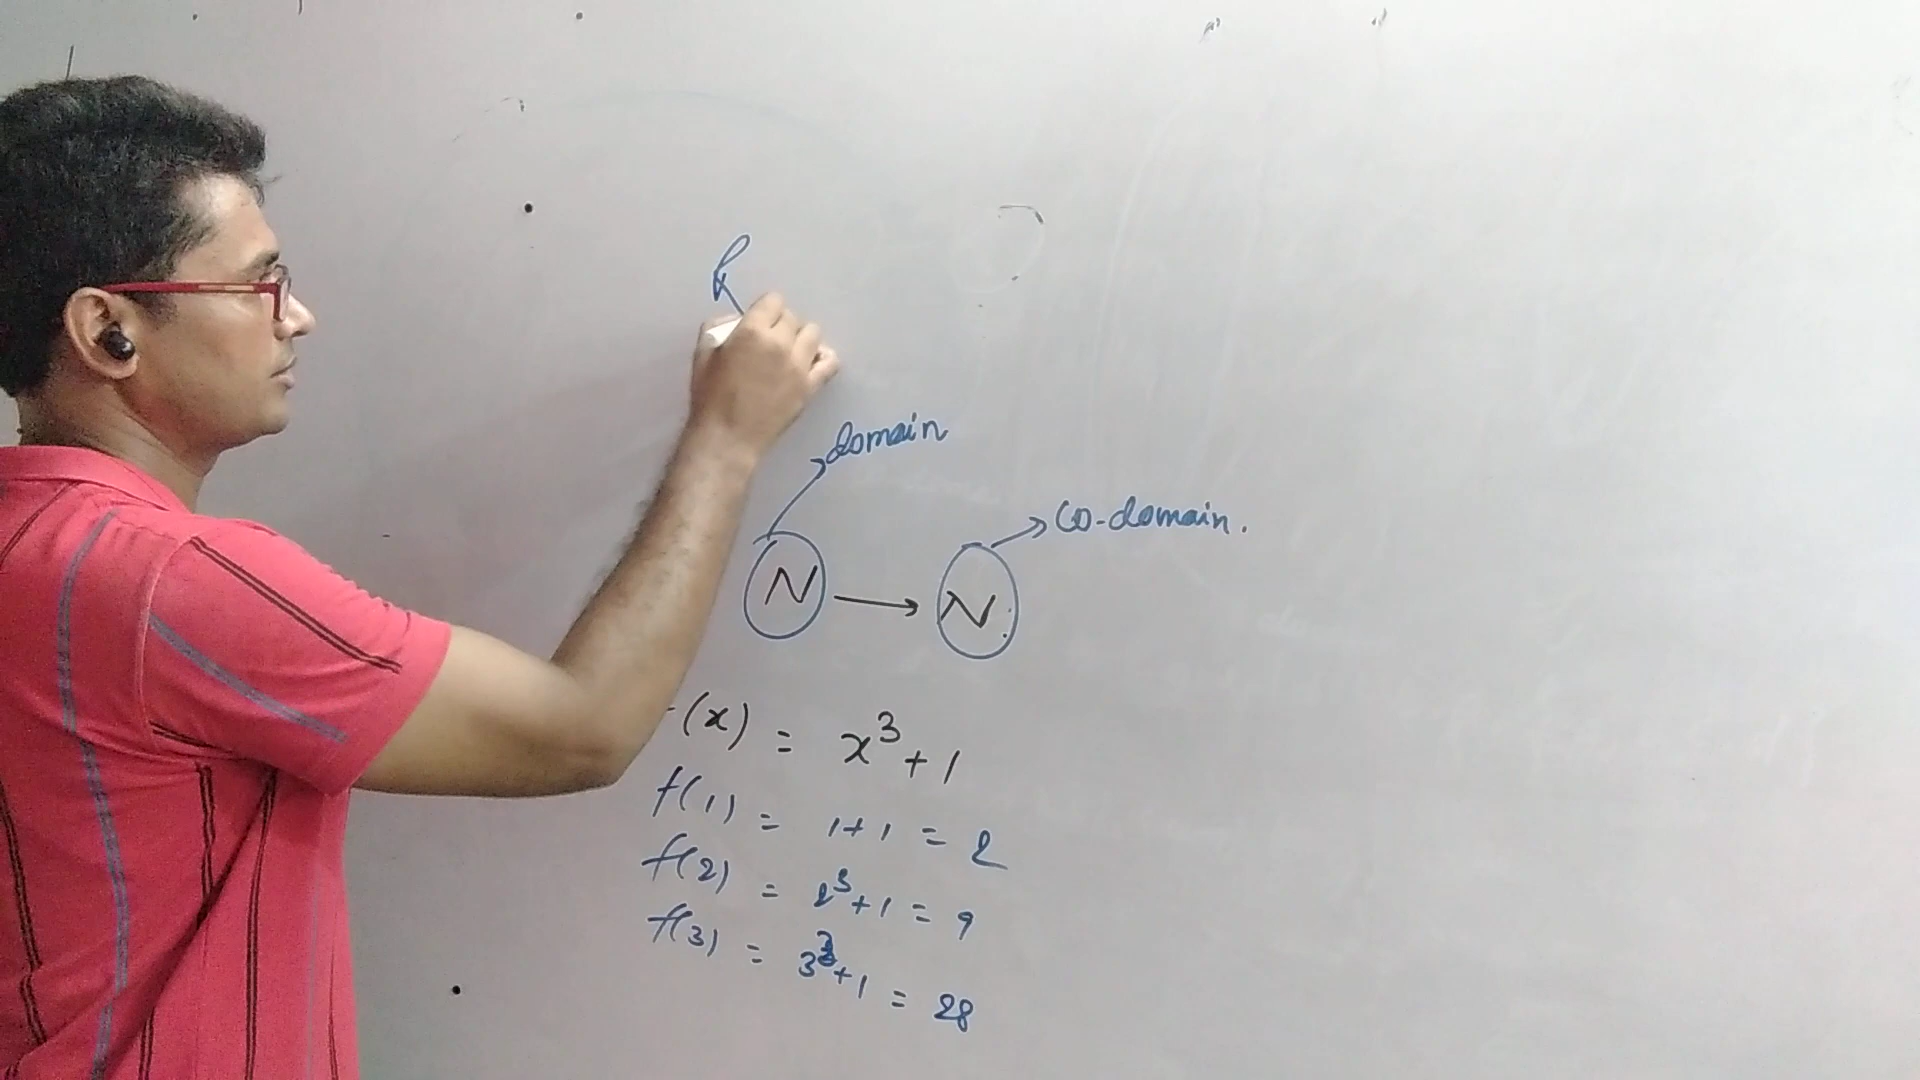 R
domain
Co-domain.
N → N
(x) = x³+1
f(1) = 1+1 = 2
f(2) = 2³+1 = 9
f(3) = 3³+1 = 28